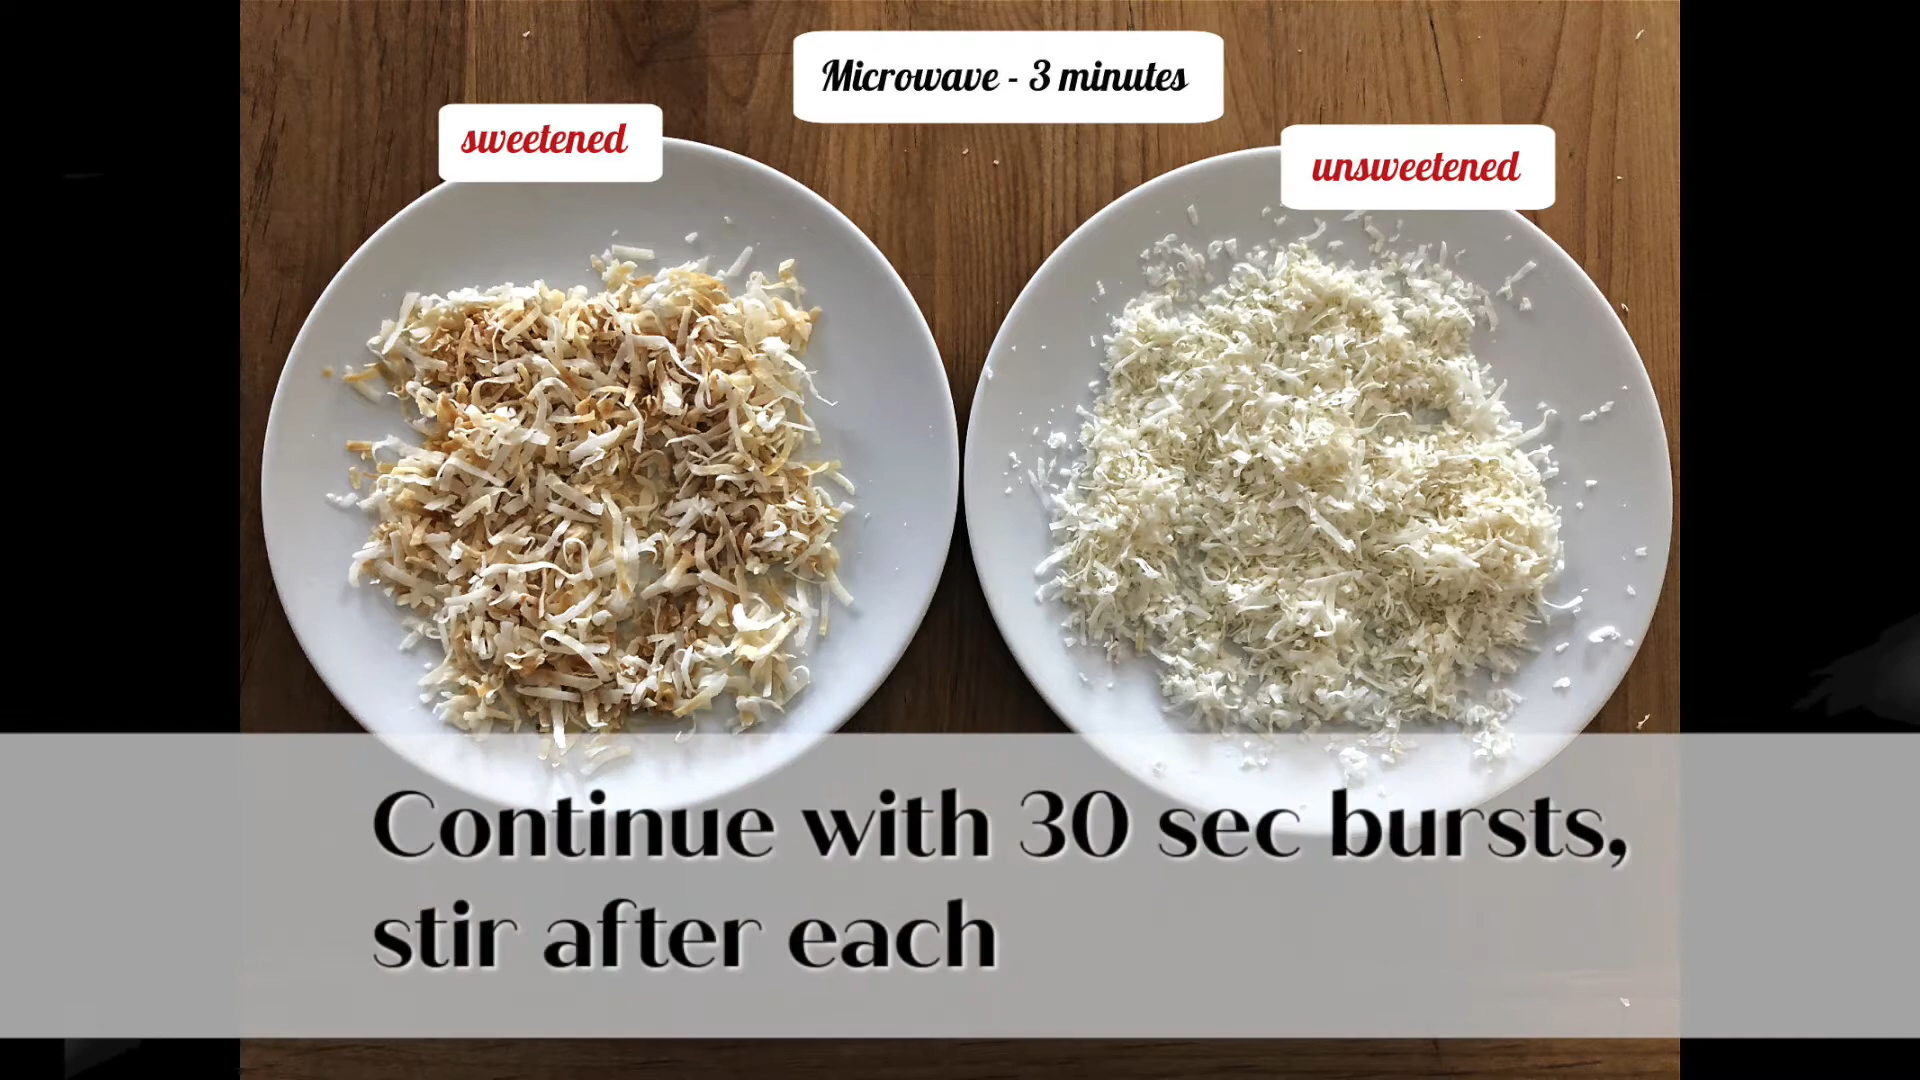 Microwave - 3 minutes
sweetened
unsweetened
Continue with 30 sec bursts,
stir after each